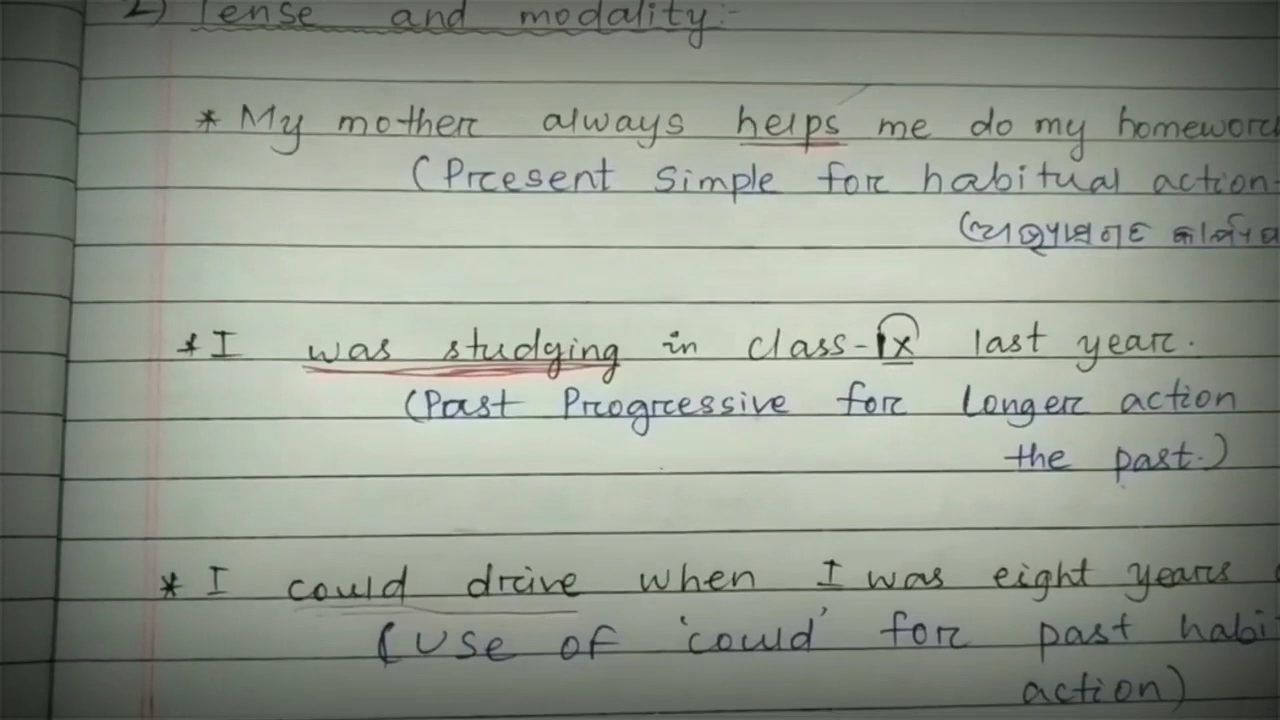 2) Tense and modality:-
* My mother always helps me do my homework
(Present Simple for habitual action-
* I was studying in class-IX last year.
(Past Progressive for longer action
the past.)
* I could drive when I was eight years
(Use of 'could' for past habi
action)